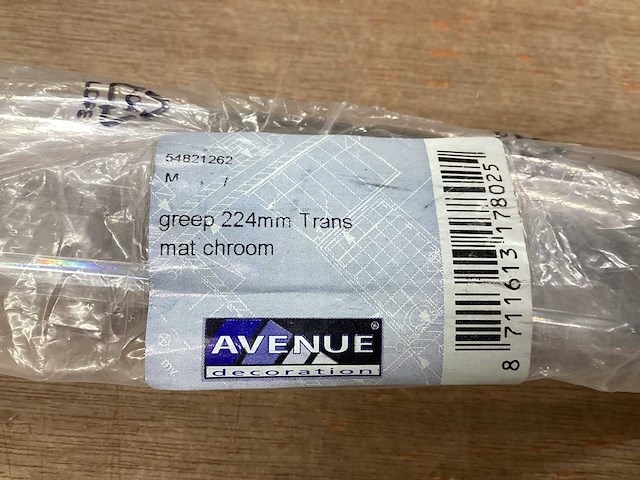 54821262
M , /
greep 224mm Trans
mat chroom
AVENUE®
decoration
8 711613 178025